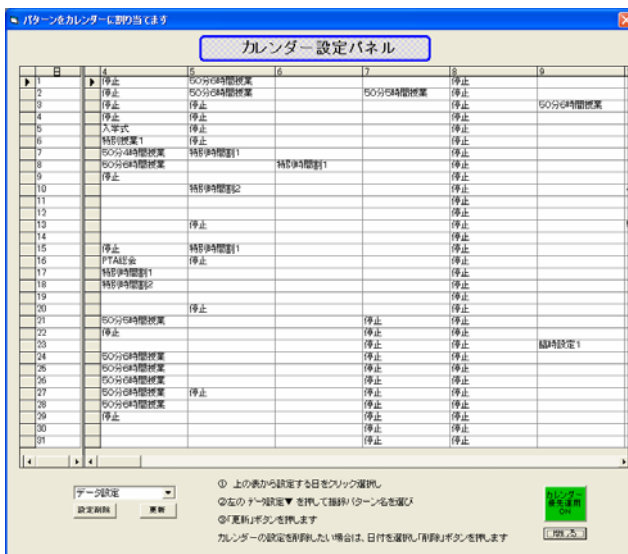 パターンをカレンダーに割り当てます
カレンダー設定パネル
日 4 5 6 7 8 9
1 停止 50分6時間授業 停止
2 停止 50分6時間授業 50分5時間授業 停止
3 停止 停止 停止 50分6時間授業
4 停止 停止 停止
5 入学式 停止 停止
6 特別授業1 停止 停止
7 50分4時間授業 特別時間割1 停止
8 50分6時間授業 特別時間割1 停止
9 停止 停止
10 特別時間割2 停止
11 停止
12 停止
13 停止 停止
14 停止
15 停止 特別時間割1 停止
16 PTA総会 停止 停止
17 特別時間割1 停止
18 特別時間割2 停止
19 停止
20 停止 停止
21 50分5時間授業 停止 停止
22 停止 停止 停止
23 停止 停止 臨時設定1
24 50分6時間授業 停止 停止
25 50分6時間授業 停止 停止
26 50分6時間授業 停止 停止
27 50分6時間授業 停止 停止 停止
28 50分6時間授業 停止 停止
29 停止 停止 停止
30 停止 停止
31 停止 停止
データ設定
設定削除 更新
① 上の表から設定する日をクリック選択し
②左の データ設定▼ を押して抽鐘パターン名を選び
③「更新」ボタンを押します
カレンダーの設定を削除したい場合は、日付を選択し「削除」ボタンを押します
カレンダー
優先運用
ON
閉じる